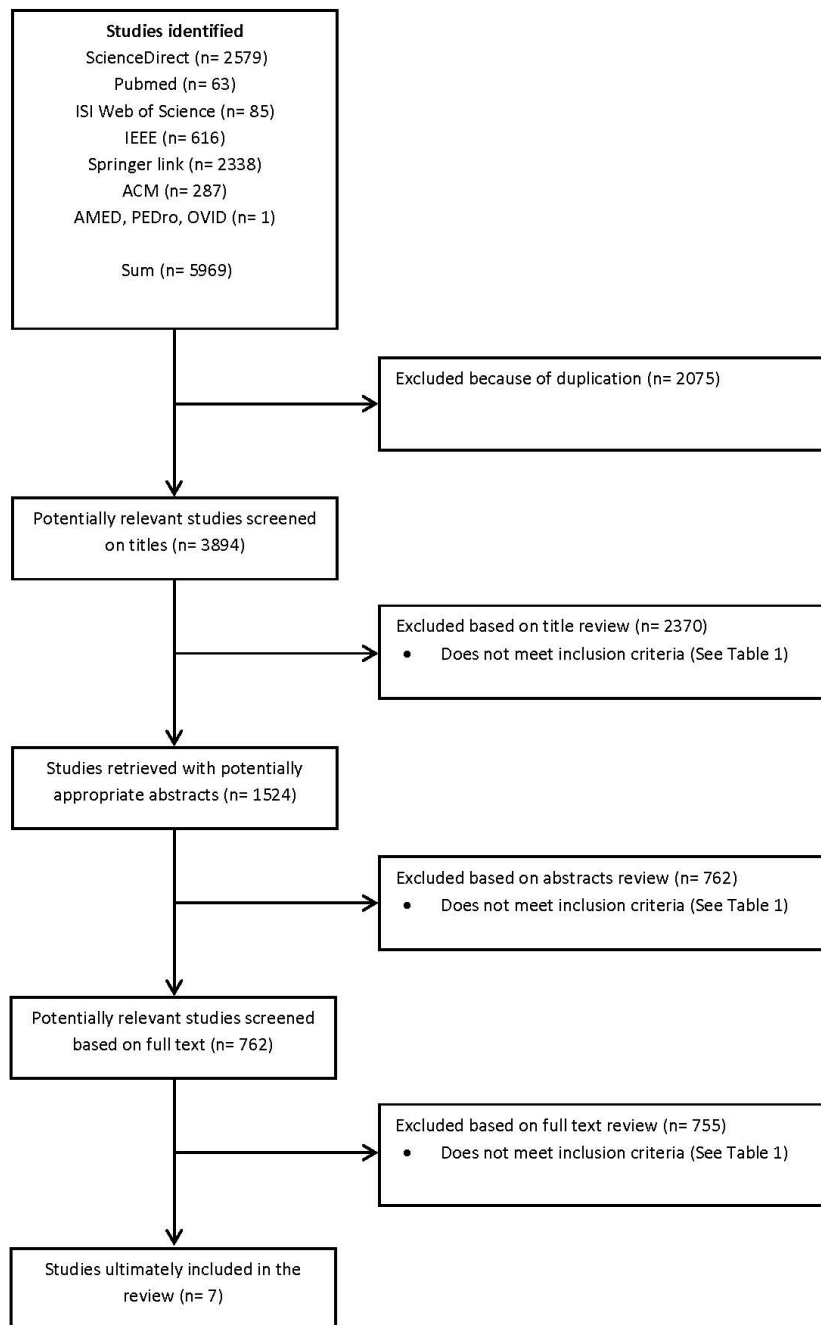 Studies identified
ScienceDirect (n= 2579)
Pubmed (n= 63)
ISI Web of Science (n= 85)
IEEE (n= 616)
Springer link (n= 2338)
ACM (n= 287)
AMED, PEDro, OVID (n= 1)
Sum (n= 5969)
Excluded because of duplication (n= 2075)
Potentially relevant studies screened
on titles (n= 3894)
Excluded based on title review (n= 2370)
• Does not meet inclusion criteria (See Table 1)
Studies retrieved with potentially
appropriate abstracts (n= 1524)
Excluded based on abstracts review (n= 762)
• Does not meet inclusion criteria (See Table 1)
Potentially relevant studies screened
based on full text (n= 762)
Excluded based on full text review (n= 755)
• Does not meet inclusion criteria (See Table 1)
Studies ultimately included in the
review (n= 7)